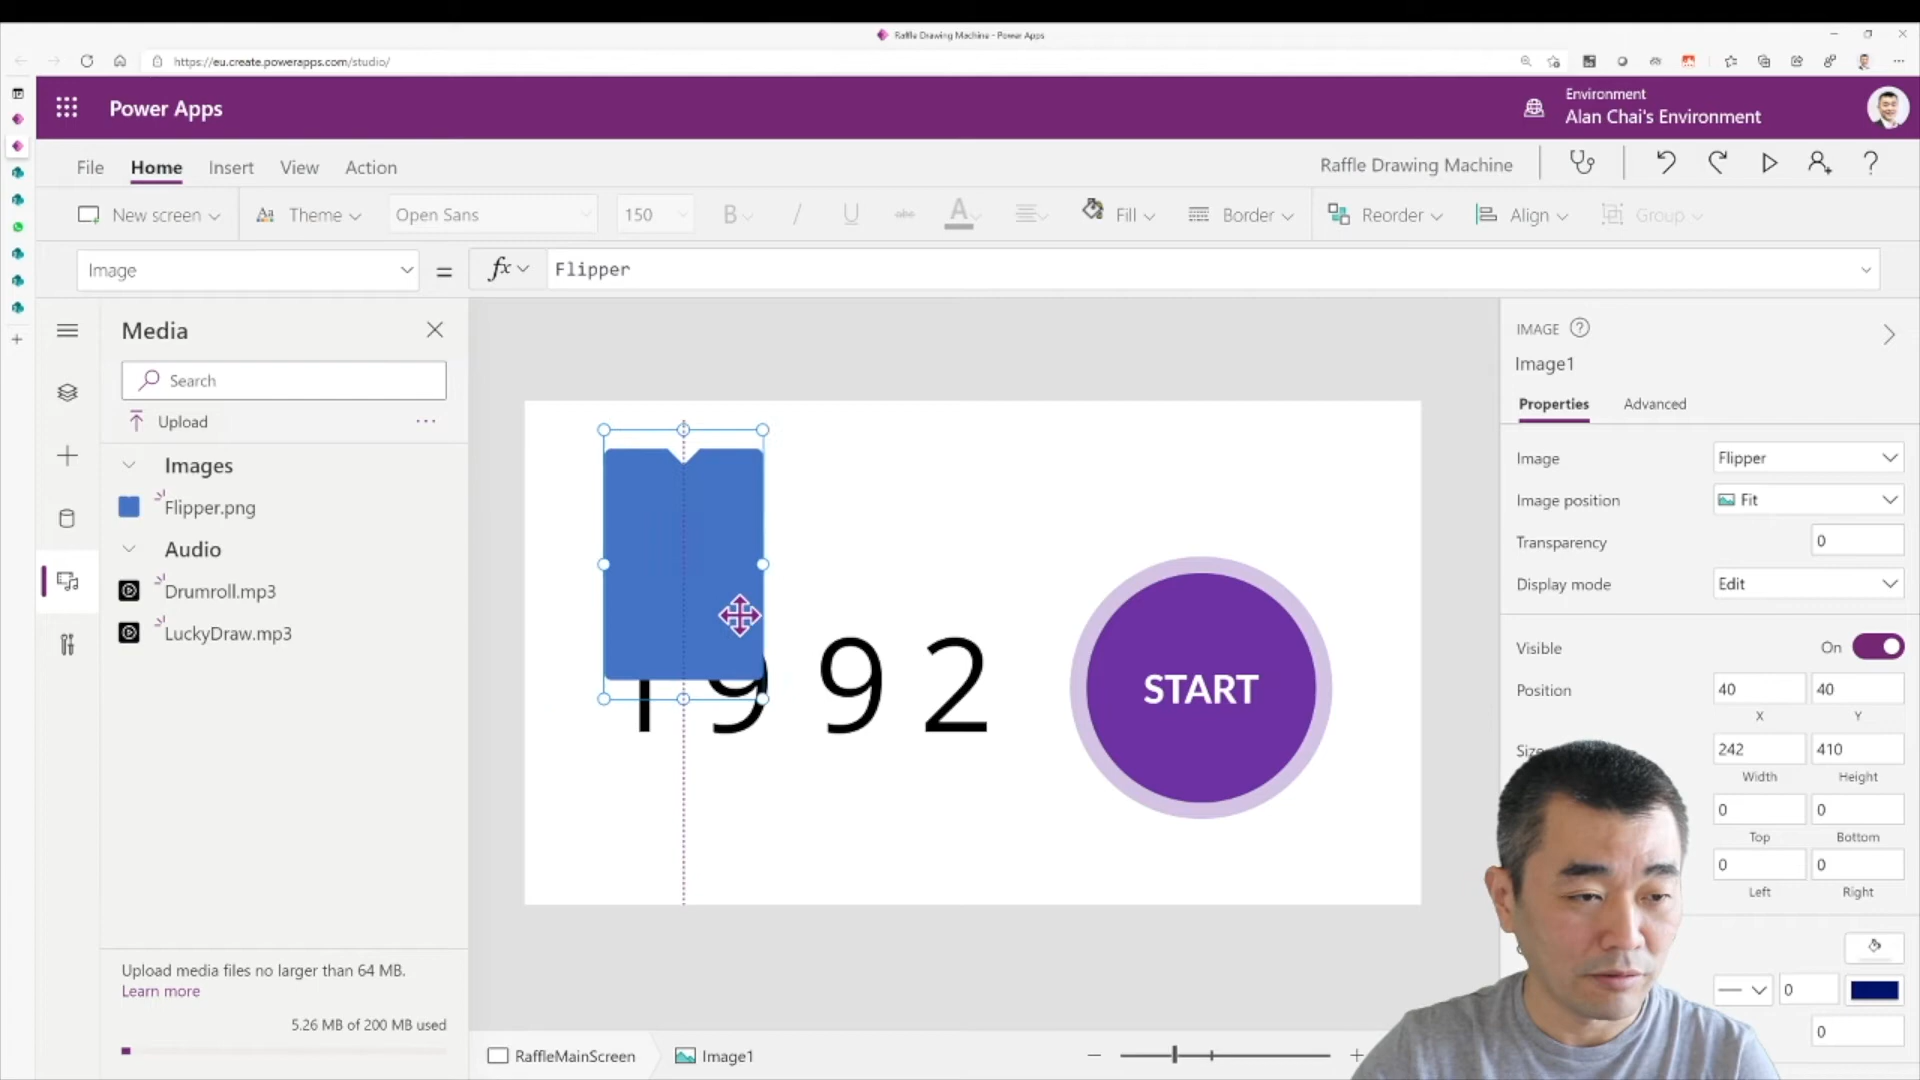 Raffle Drawing Machine - Power Apps
https://eu.create.powerapps.com/studio/
Power Apps
Environment
Alan Chai's Environment
File Home Insert View Action
Raffle Drawing Machine
New screen Theme Open Sans 150 B / U abc A Fill Border Reorder Align Group
Image = fx Flipper
Media
Search
Upload
Images
Flipper.png
Audio
Drumroll.mp3
LuckyDraw.mp3
Upload media files no larger than 64 MB.
Learn more
5.26 MB of 200 MB used
1 9 9 2
START
RaffleMainScreen Image1
IMAGE
Image1
Properties Advanced
Image Flipper
Image position Fit
Transparency 0
Display mode Edit
Visible On
Position 40 40
X Y
Size 242 410
Width Height
0 0
Top Bottom
0 0
Left Right
0
0